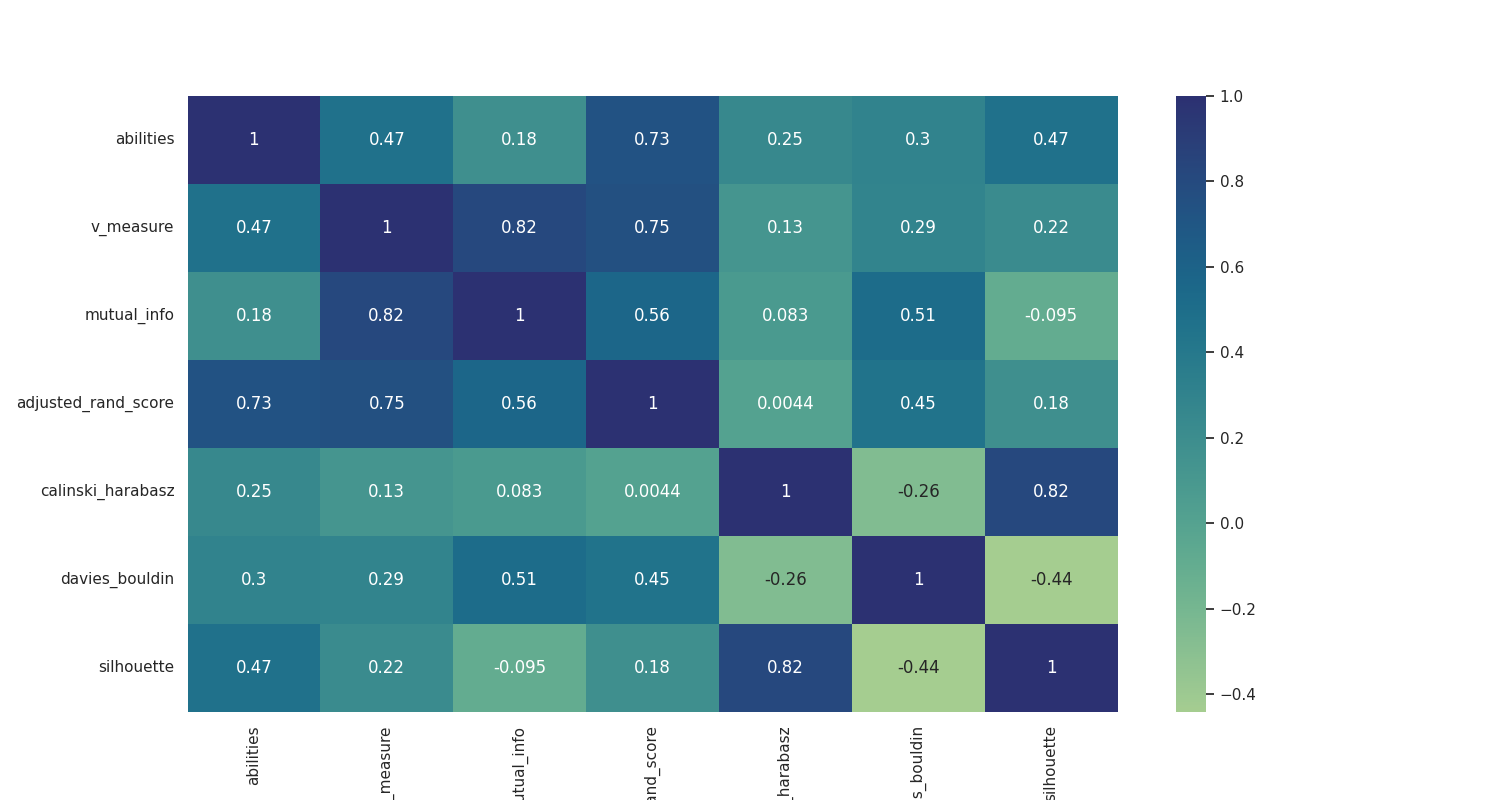 abilities 1 0.47 0.18 0.73 0.25 0.3 0.47
v_measure 0.47 1 0.82 0.75 0.13 0.29 0.22
mutual_info 0.18 0.82 1 0.56 0.083 0.51 -0.095
adjusted_rand_score 0.73 0.75 0.56 1 0.0044 0.45 0.18
calinski_harabasz 0.25 0.13 0.083 0.0044 1 -0.26 0.82
davies_bouldin 0.3 0.29 0.51 0.45 -0.26 1 -0.44
silhouette 0.47 0.22 -0.095 0.18 0.82 -0.44 1
abilities
_measure
utual_info
and_score
_harabasz
s_bouldin
silhouette
1.0
0.8
0.6
0.4
0.2
0.0
−0.2
−0.4